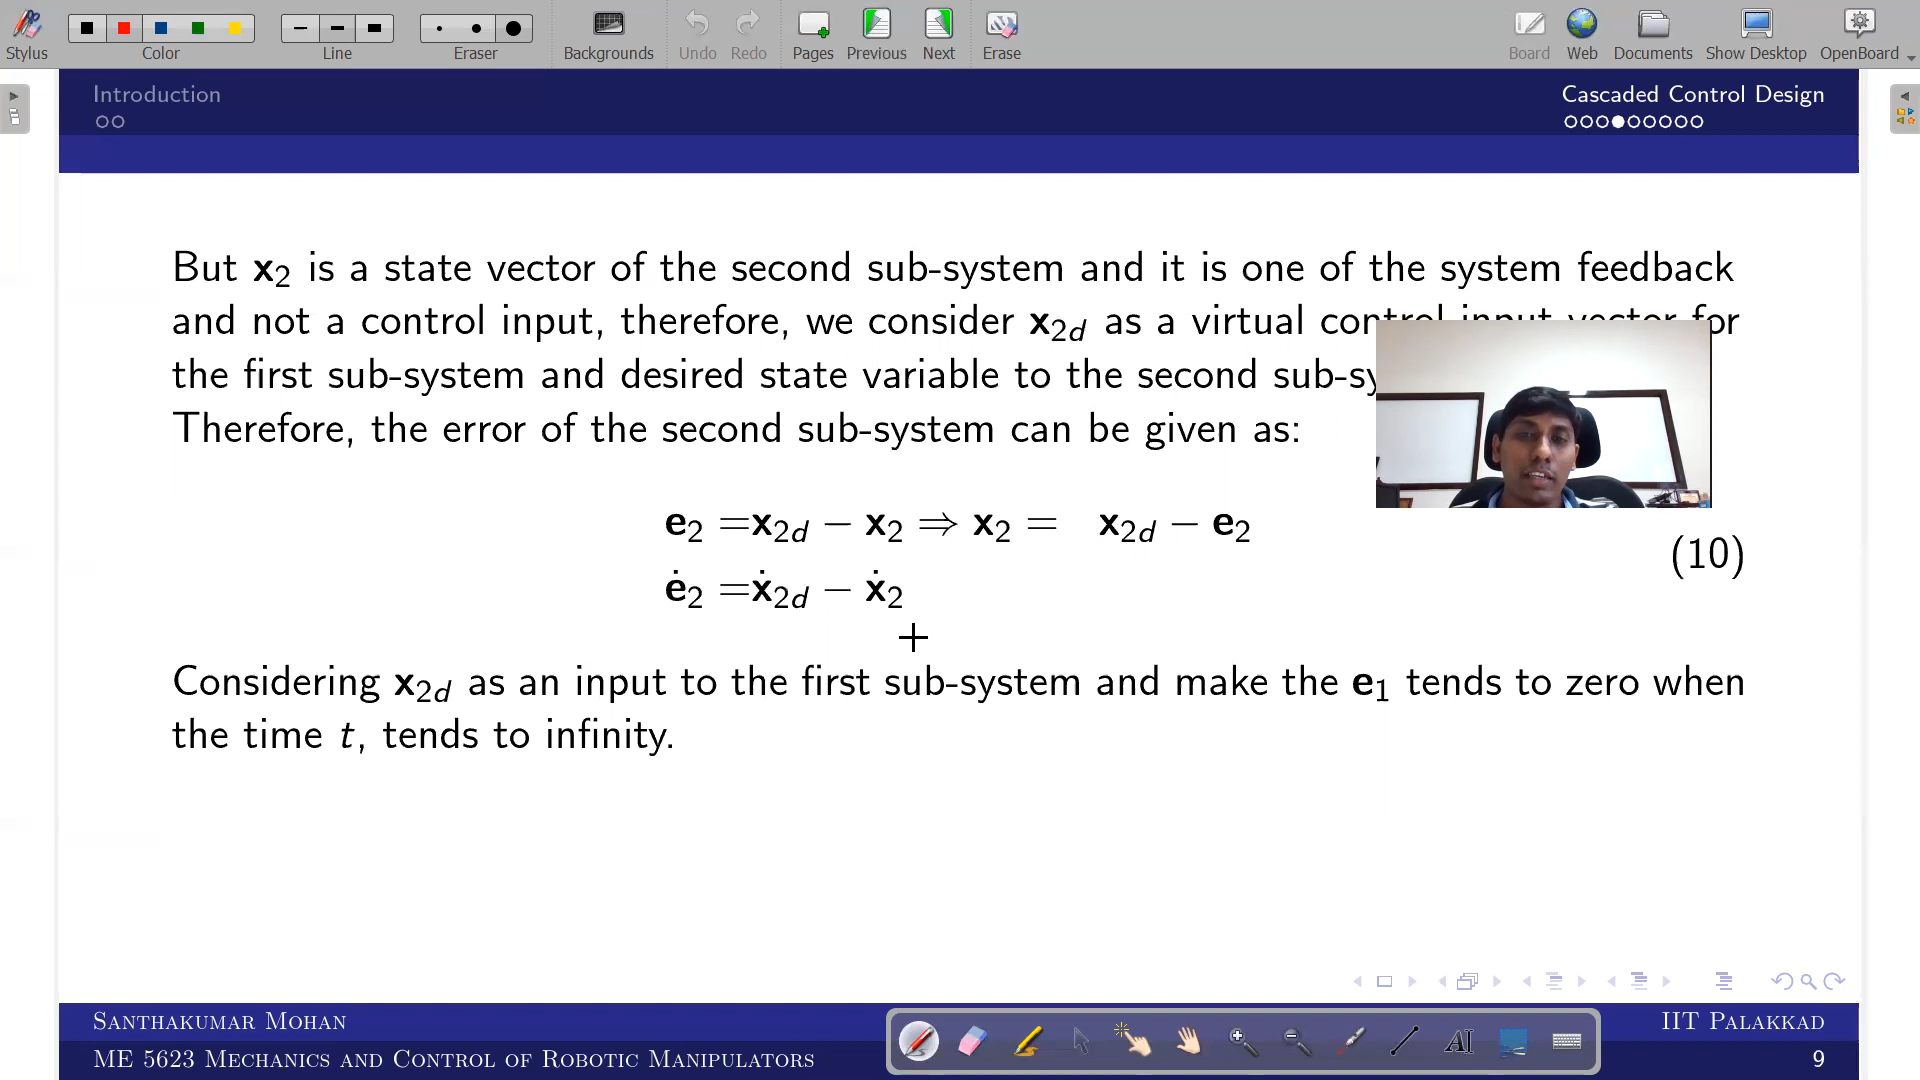 Stylus
Color
Line
Eraser
Backgrounds
Undo
Redo
Pages
Previous
Next
Erase
Board
Web
Documents
Show Desktop
OpenBoard
Introduction
Cascaded Control Design
But x₂ is a state vector of the second sub-system and it is one of the system feedback
and not a control input, therefore, we consider x₂d as a virtual control input vector for
the first sub-system and desired state variable to the second
Therefore, the error of the second sub-system can be given as:
e₂ =x₂d − x₂ ⇒ x₂ = x₂d − e₂
(10)
ė₂ =ẋ₂d − ẋ₂
Considering x₂d as an input to the first sub-system and make the e₁ tends to zero when
the time t, tends to infinity.
Santhakumar Mohan
IIT Palakkad
ME 5623 Mechanics and Control of Robotic Manipulators
9